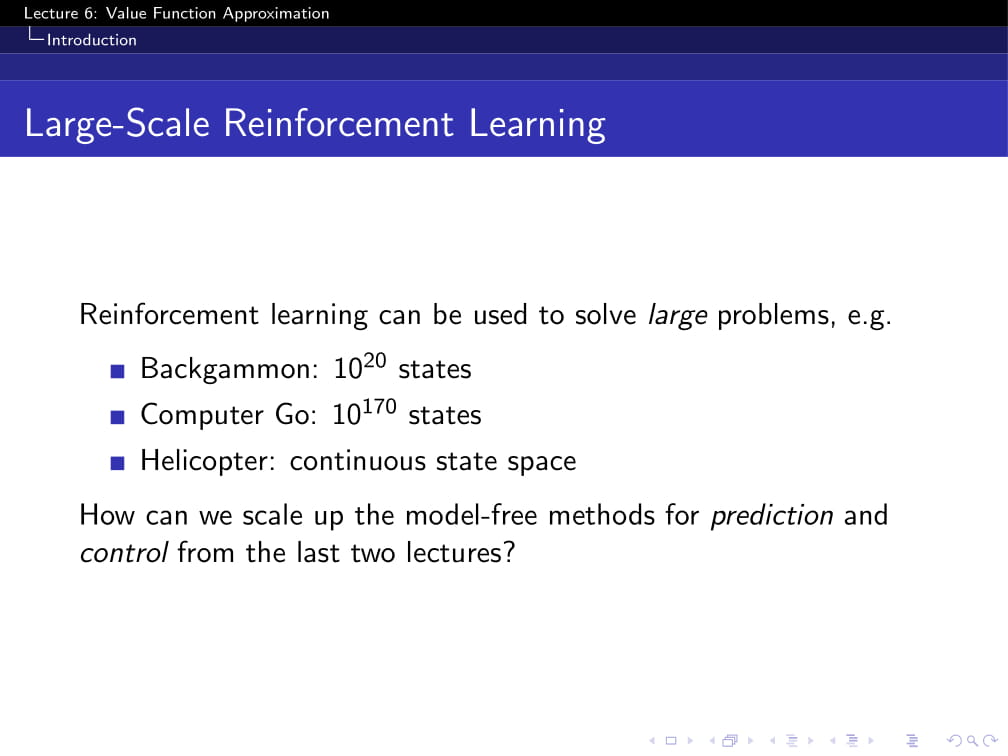 Lecture 6: Value Function Approximation
Introduction
Large-Scale Reinforcement Learning
Reinforcement learning can be used to solve large problems, e.g.
Backgammon: 10^20 states
Computer Go: 10^170 states
Helicopter: continuous state space
How can we scale up the model-free methods for prediction and
control from the last two lectures?